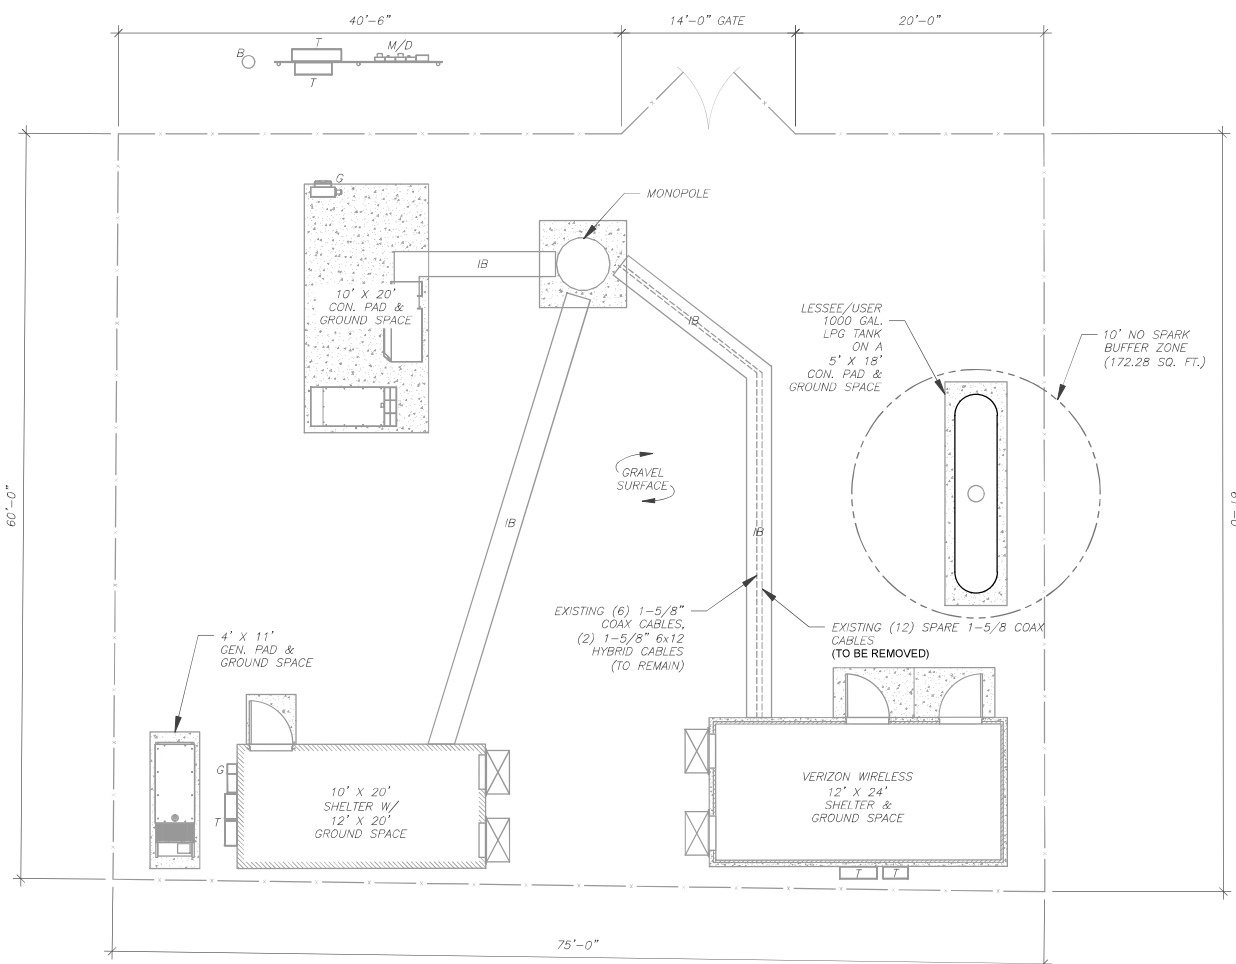 40'-6"
14'-0" GATE
20'-0"
B
T
M/D
T
G
MONOPOLE
IB
10' X 20'
CON. PAD &
GROUND SPACE
IB
LESSEE/USER
1000 GAL.
LPG TANK
ON A
5' X 18'
CON. PAD &
GROUND SPACE
10' NO SPARK
BUFFER ZONE
(172.28 SQ. FT.)
GRAVEL
SURFACE
60'-0"
61'-0
IB
IB
EXISTING (6) 1-5/8"
COAX CABLES,
(2) 1-5/8" 6x12
HYBRID CABLES
(TO REMAIN)
EXISTING (12) SPARE 1-5/8 COAX
CABLES
(TO BE REMOVED)
4' X 11'
GEN. PAD &
GROUND SPACE
G
T
10' X 20'
SHELTER W/
12' X 20'
GROUND SPACE
VERIZON WIRELESS
12' X 24'
SHELTER &
GROUND SPACE
T
T
75'-0"